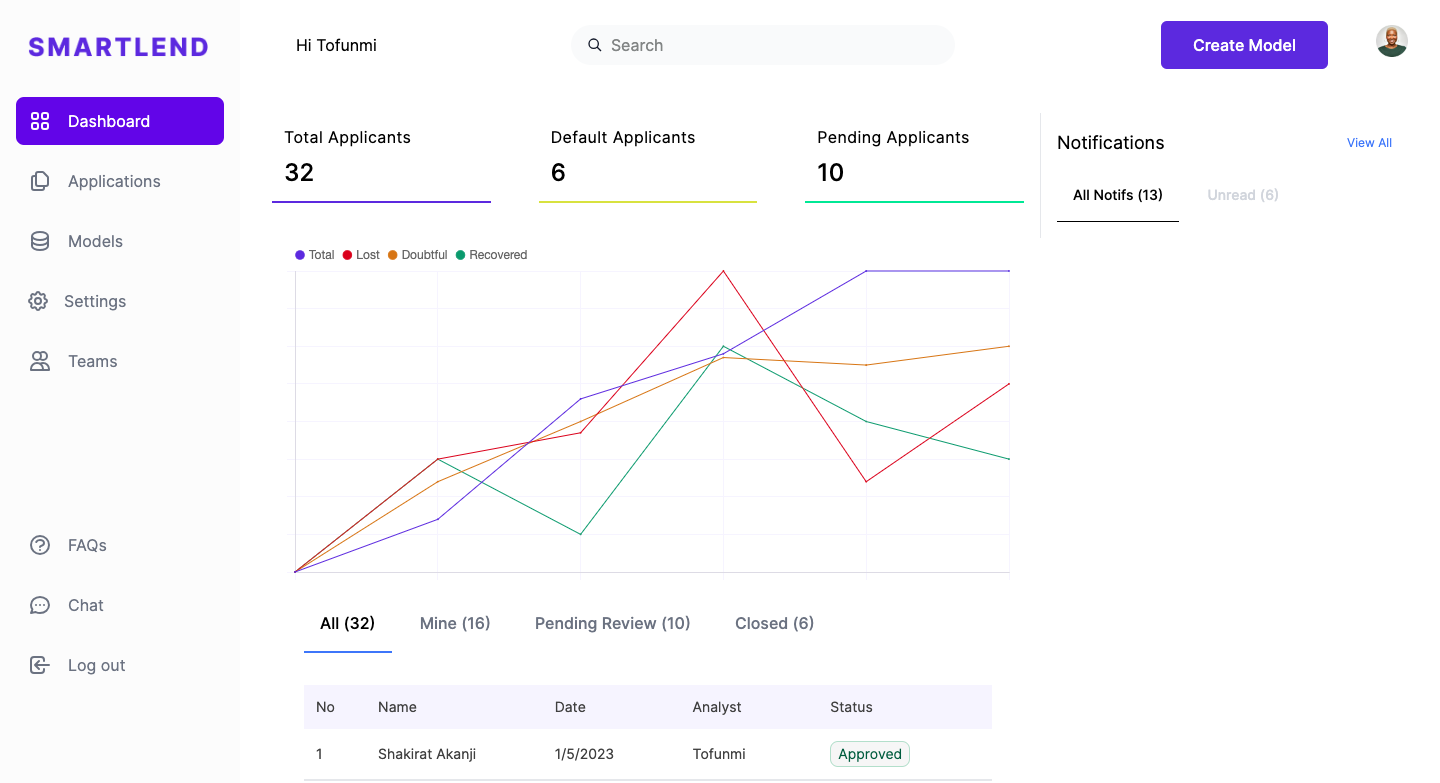 SMARTLEND
Hi Tofunmi
Search
Create Model
Dashboard
Applications
Models
Settings
Teams
FAQs
Chat
Log out
Total Applicants
32
Default Applicants
6
Pending Applicants
10
Notifications
View All
All Notifs (13)
Unread (6)
Total Lost Doubtful Recovered
All (32) Mine (16) Pending Review (10) Closed (6)
No Name Date Analyst Status
1 Shakirat Akanji 1/5/2023 Tofunmi Approved